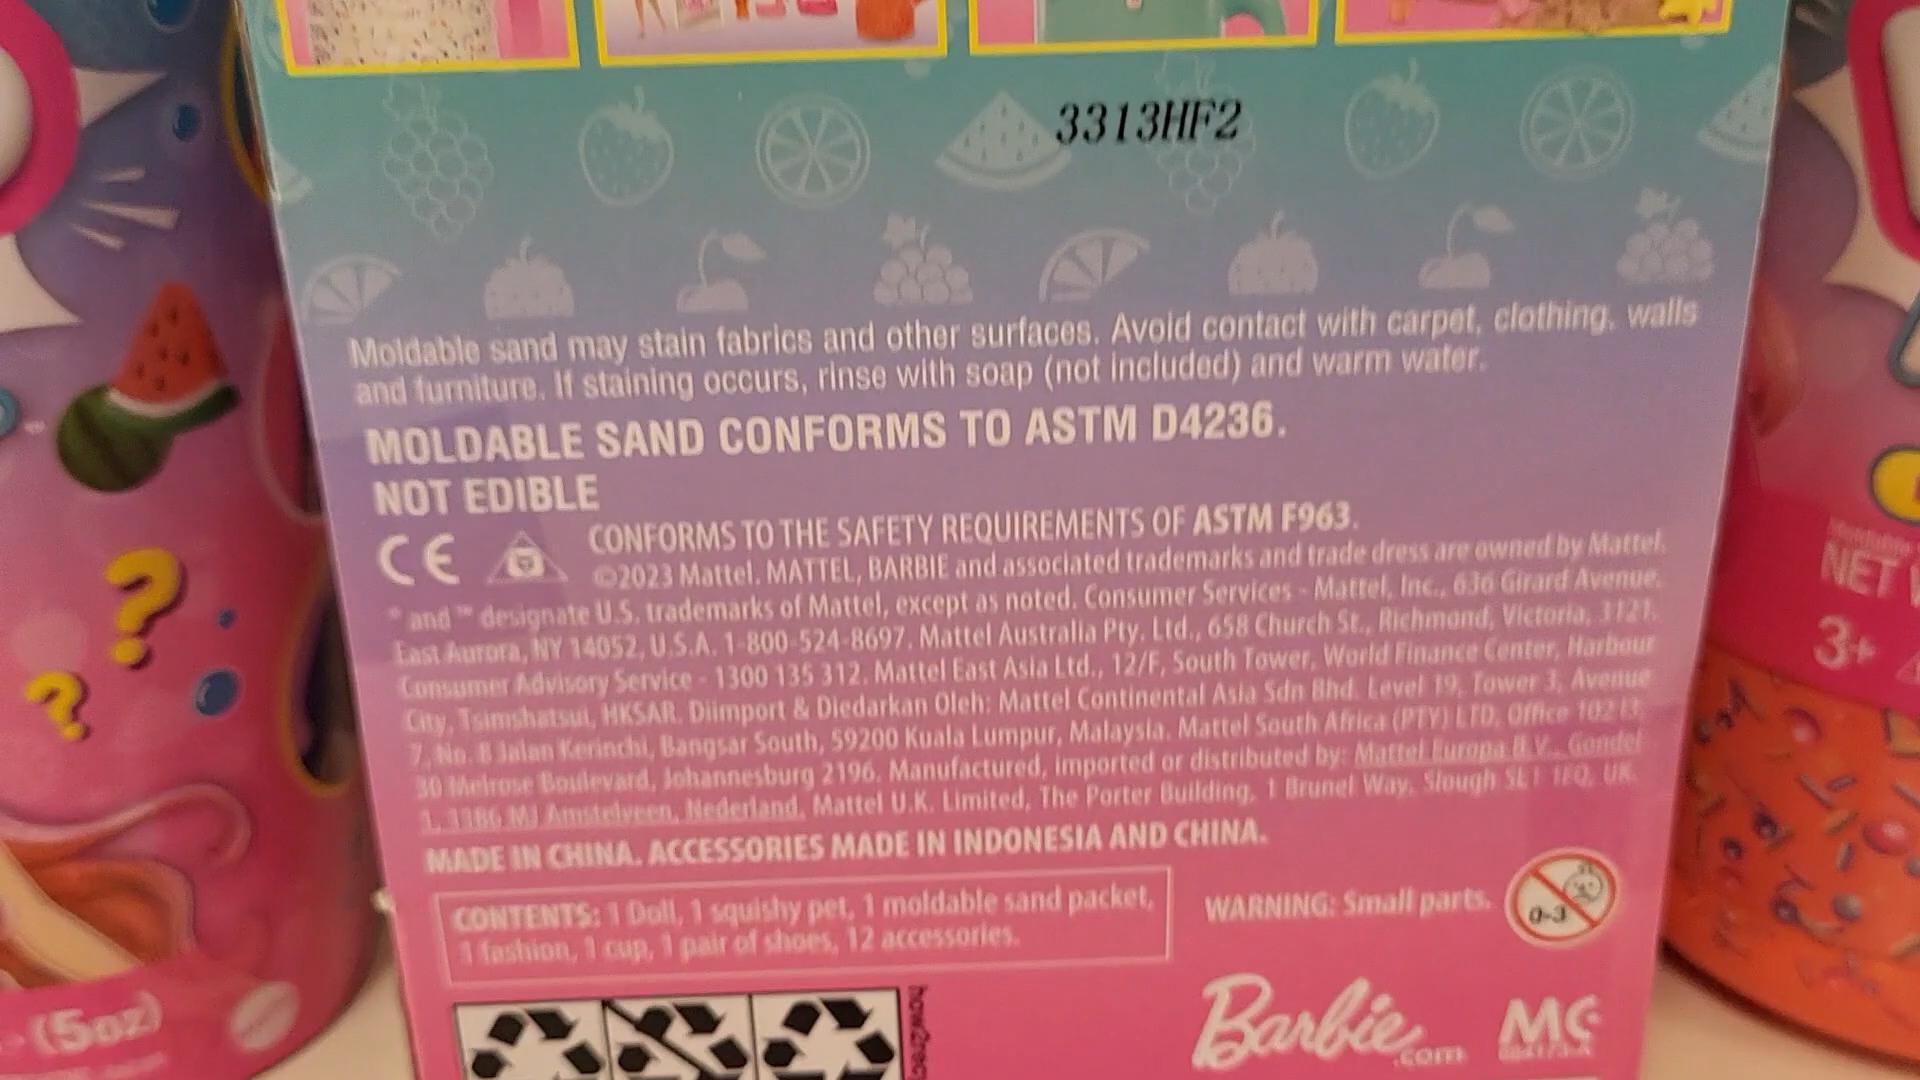 3313HF2
Moldable sand may stain fabrics and other surfaces. Avoid contact with carpet, clothing, walls
and furniture. If staining occurs, rinse with soap (not included) and warm water.
MOLDABLE SAND CONFORMS TO ASTM D4236.
NOT EDIBLE
CE
CONFORMS TO THE SAFETY REQUIREMENTS OF ASTM F963.
©2023 Mattel. MATTEL, BARBIE and associated trademarks and trade dress are owned by Mattel.
® and ™ designate U.S. trademarks of Mattel, except as noted. Consumer Services - Mattel, Inc., 636 Girard Avenue,
East Aurora, NY 14052, U.S.A. 1-800-524-8697. Mattel Australia Pty. Ltd., 658 Church St., Richmond, Victoria, 3121.
Consumer Advisory Service - 1300 135 312. Mattel East Asia Ltd., 12/F, South Tower, World Finance Center, Harbour
City, Tsimshatsui, HKSAR. Diimport & Diedarkan Oleh: Mattel Continental Asia Sdn Bhd. Level 19, Tower 3, Avenue
7, No. 8 Jalan Kerinchi, Bangsar South, 59200 Kuala Lumpur, Malaysia. Mattel South Africa (PTY) LTD, Office 102 I3,
30 Melrose Boulevard, Johannesburg 2196. Manufactured, imported or distributed by: Mattel Europa B.V., Gondel
1, 1186 MJ Amstelveen, Nederland. Mattel U.K. Limited, The Porter Building, 1 Brunel Way, Slough SL1 1FQ, UK.
MADE IN CHINA. ACCESSORIES MADE IN INDONESIA AND CHINA.
CONTENTS: 1 Doll, 1 squishy pet, 1 moldable sand packet,
1 fashion, 1 cup, 1 pair of shoes, 12 accessories.
WARNING: Small parts.
0-3
Barbie.com
how2recy
(5oz)
NET
3+